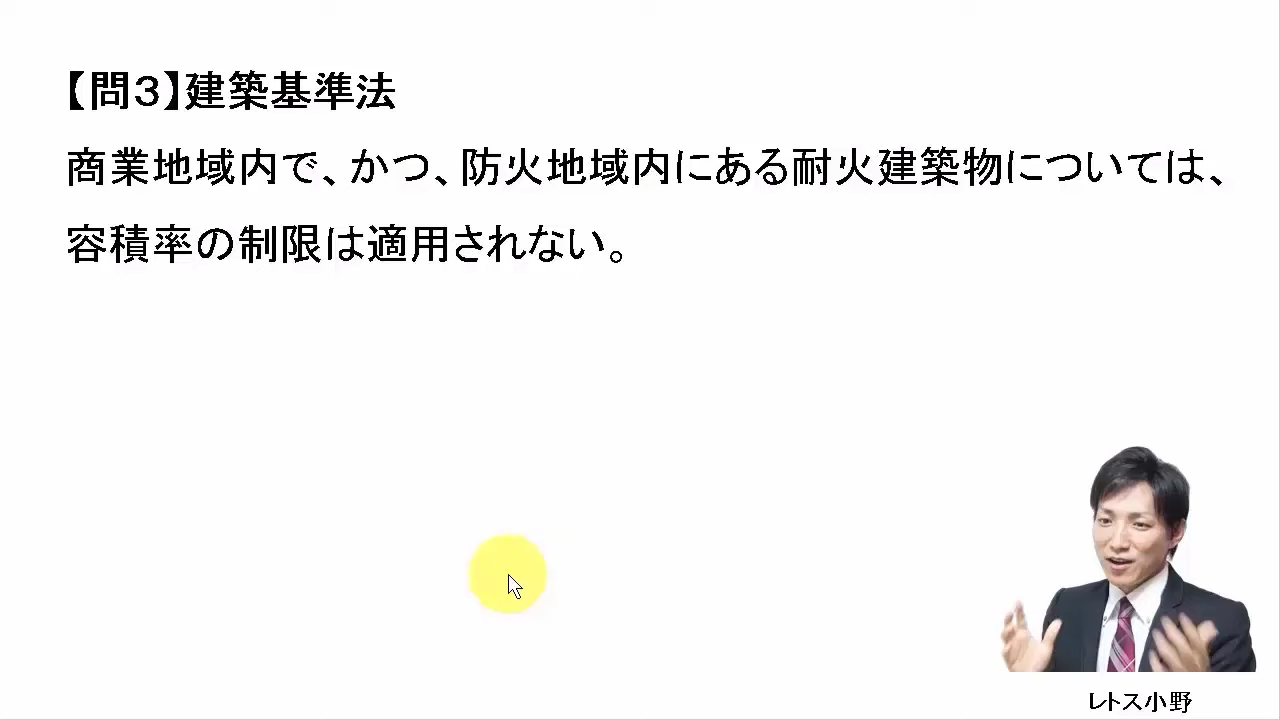 【問3】建築基準法
商業地域内で、かつ、防火地域内にある耐火建築物については、
容積率の制限は適用されない。
レトス小野